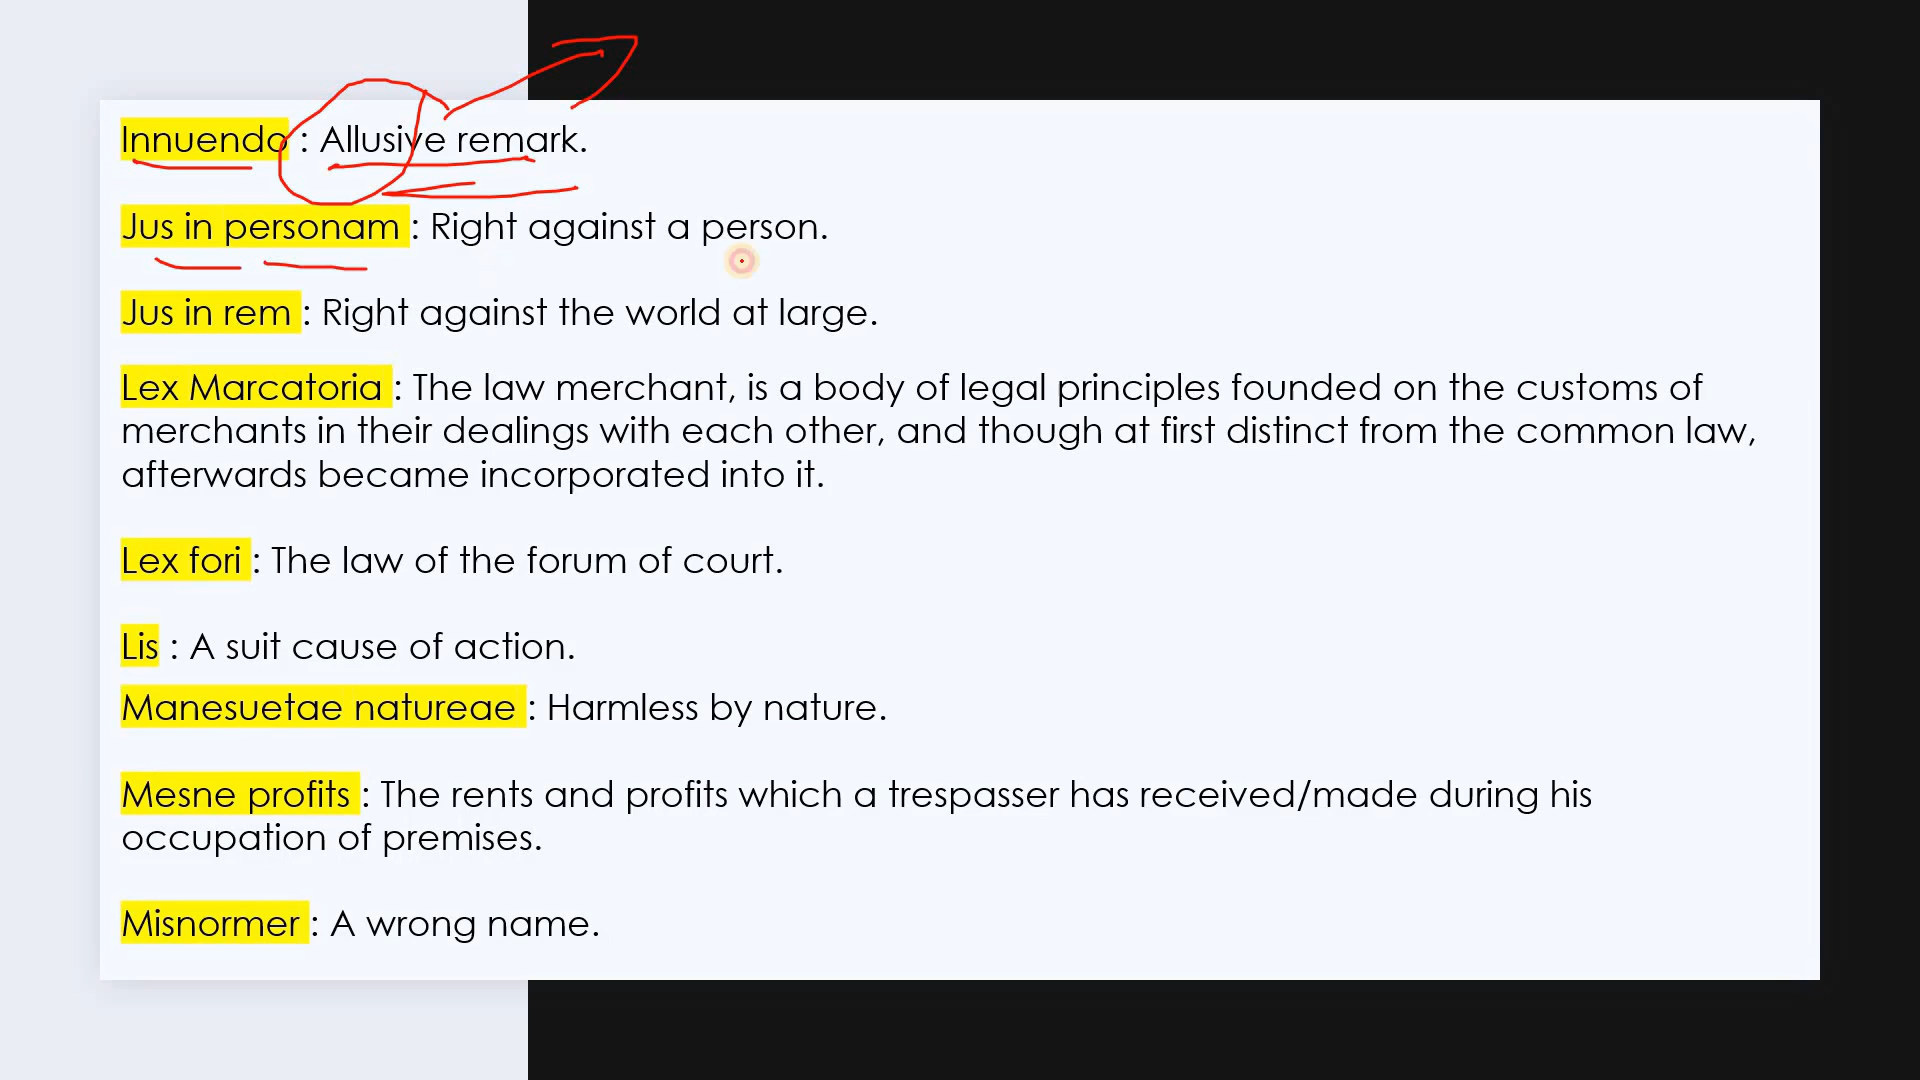 Innuendo : Allusive remark.
Jus in personam : Right against a person.
Jus in rem : Right against the world at large.
Lex Marcatoria : The law merchant, is a body of legal principles founded on the customs of
merchants in their dealings with each other, and though at first distinct from the common law,
afterwards became incorporated into it.
Lex fori : The law of the forum of court.
Lis : A suit cause of action.
Manesuetae natureae : Harmless by nature.
Mesne profits : The rents and profits which a trespasser has received/made during his
occupation of premises.
Misnormer : A wrong name.